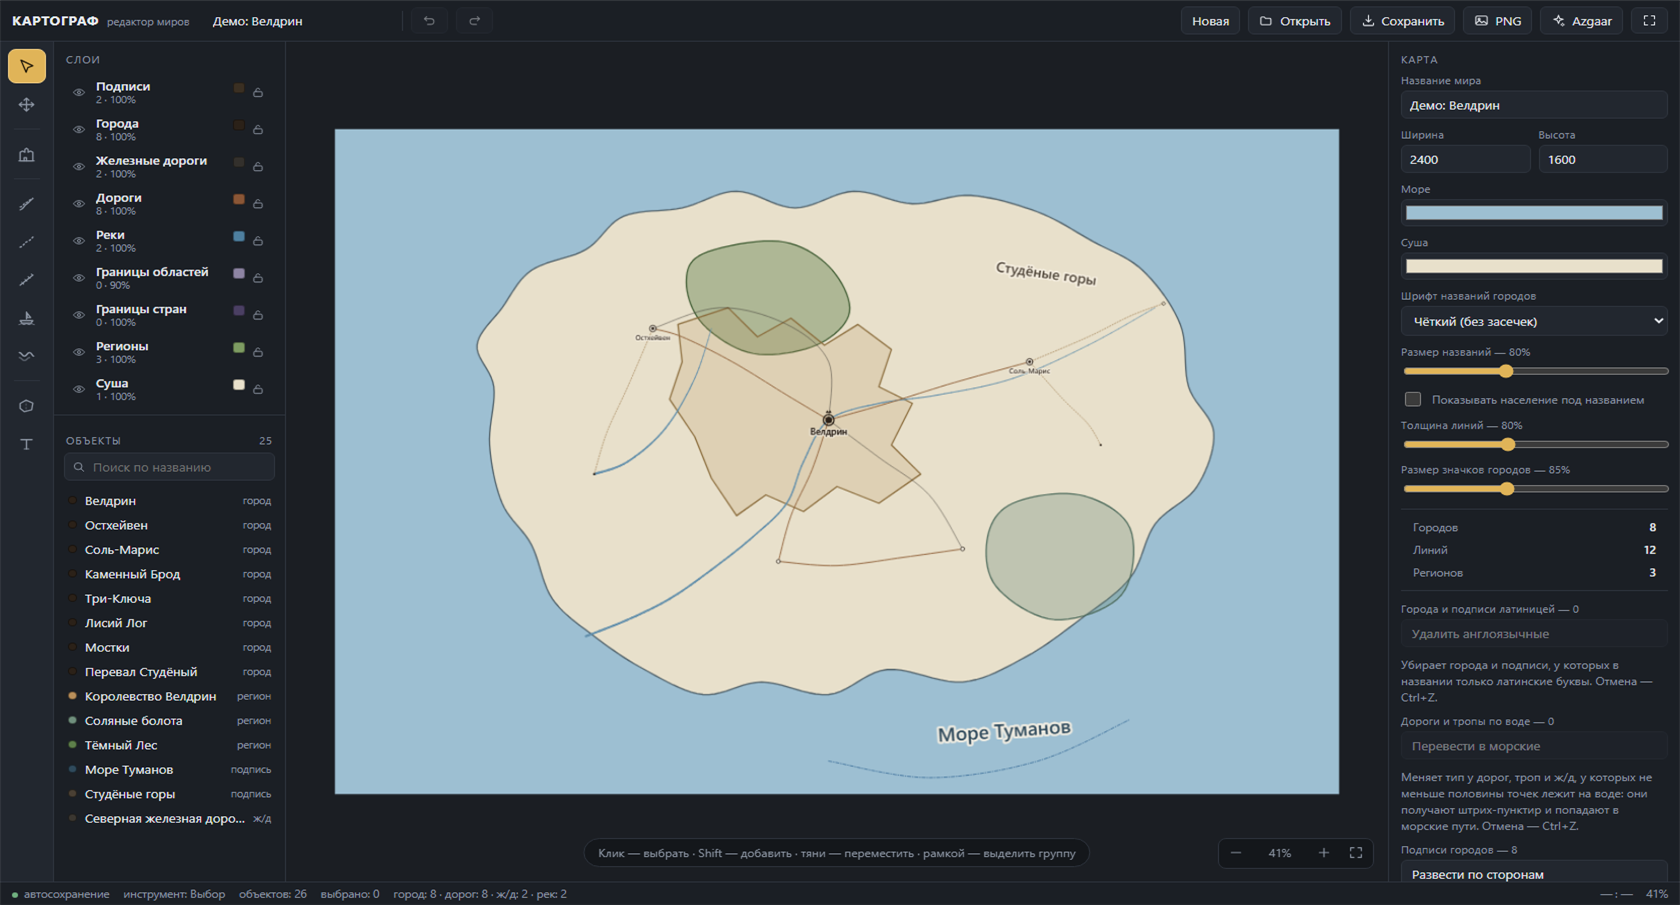 КАРТОГРАФ редактор миров Демо: Велдрин
Новая Открыть Сохранить PNG Azgaar
СЛОИ
Подписи
2 · 100%
Города
8 · 100%
Железные дороги
2 · 100%
Дороги
8 · 100%
Реки
2 · 100%
Границы областей
0 · 90%
Границы стран
0 · 100%
Регионы
3 · 100%
Суша
1 · 100%
ОБЪЕКТЫ 25
Поиск по названию
Велдрин город
Остхейвен город
Соль-Марис город
Каменный Брод город
Три-Ключа город
Лисий Лог город
Мостки город
Перевал Студёный город
Королевство Велдрин регион
Соляные болота регион
Тёмный Лес регион
Море Туманов подпись
Студёные горы подпись
Северная железная доро... ж/д
Студёные горы
Остхейвен
Соль-Марис
Велдрин
Море Туманов
Клик — выбрать · Shift — добавить · тяни — переместить · рамкой — выделить группу
41%
КАРТА
Название мира
Демо: Велдрин
Ширина Высота
2400 1600
Море
Суша
Шрифт названий городов
Чёткий (без засечек)
Размер названий — 80%
Показывать население под названием
Толщина линий — 80%
Размер значков городов — 85%
Городов 8
Линий 12
Регионов 3
Города и подписи латиницей — 0
Удалить англоязычные
Убирает города и подписи, у которых в
названии только латинские буквы. Отмена —
Ctrl+Z.
Дороги и тропы по воде — 0
Перевести в морские
Меняет тип у дорог, троп и ж/д, у которых не
меньше половины точек лежит на воде: они
получают штрих-пунктир и попадают в
морские пути. Отмена — Ctrl+Z.
Подписи городов — 8
Развести по сторонам
автосохранение инструмент: Выбор объектов: 26 выбрано: 0 город: 8 · дорог: 8 · ж/д: 2 · рек: 2 — : — 41%